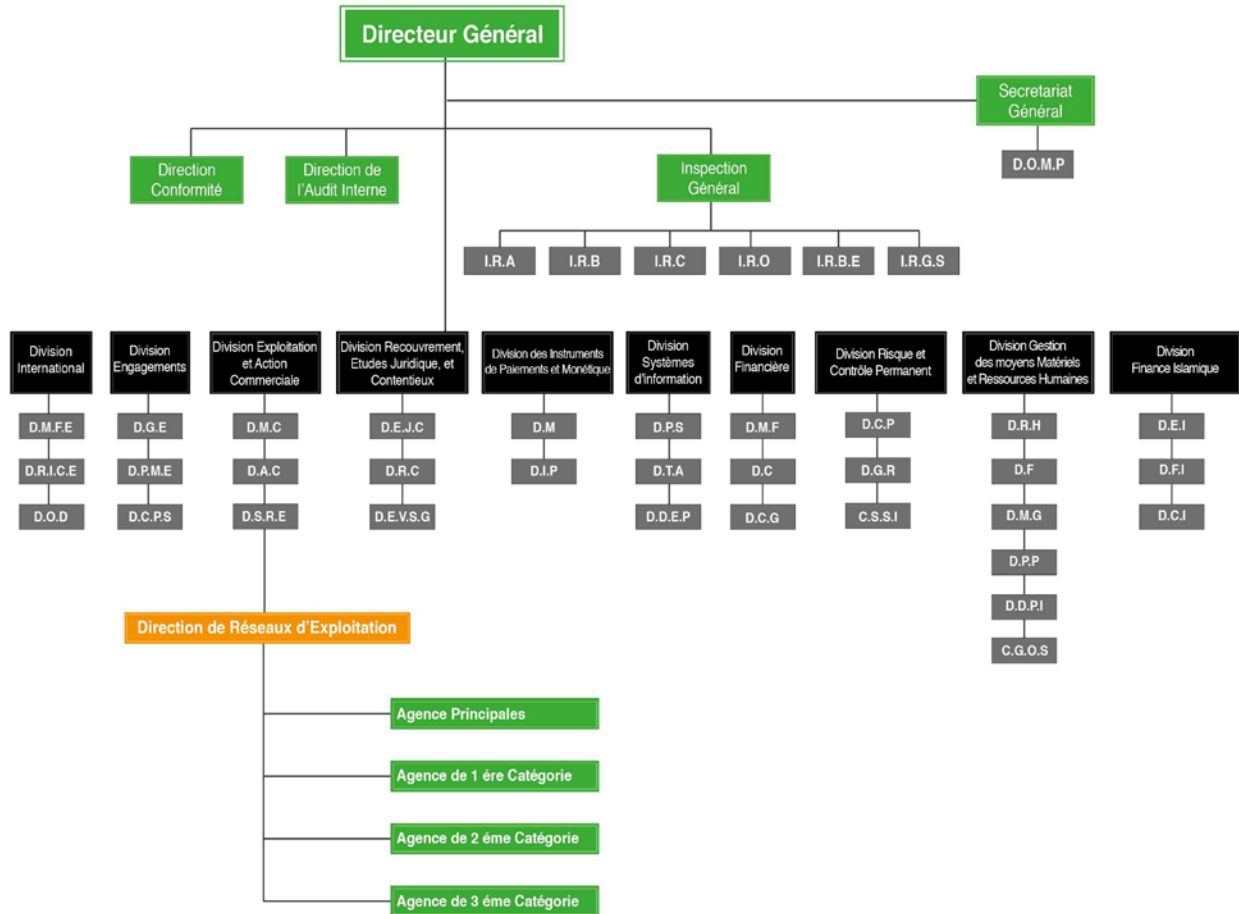 Directeur Général
Secretariat
Général
D.O.M.P
Direction
Conformité
Direction de
l'Audit Interne
Inspection
Général
I.R.A
I.R.B
I.R.C
I.R.O
I.R.B.E
I.R.G.S
Division
International
D.M.F.E
D.R.I.C.E
D.O.D
Division
Engagements
D.G.E
D.P.M.E
D.C.P.S
Division Exploitation
et Action
Commerciale
D.M.C
D.A.C
D.S.R.E
Division Recouvrement,
Etudes Juridique, et
Contentieux
D.E.J.C
D.R.C
D.E.V.S.G
Division des Instruments
de Paiements et Monétique
D.M
D.I.P
Division
Systèmes
d'information
D.P.S
D.T.A
D.D.E.P
Division
Financière
D.M.F
D.C
D.C.G
Division Risque et
Contrôle Permanent
D.C.P
D.G.R
C.S.S.I
Division Gestion
des moyens Matériels
et Ressources Humaines
D.R.H
D.F
D.M.G
D.P.P
D.D.P.I
C.G.O.S
Division
Finance Islamique
D.E.I
D.F.I
D.C.I
Direction de Réseaux d'Exploitation
Agence Principales
Agence de 1 ére Catégorie
Agence de 2 éme Catégorie
Agence de 3 éme Catégorie